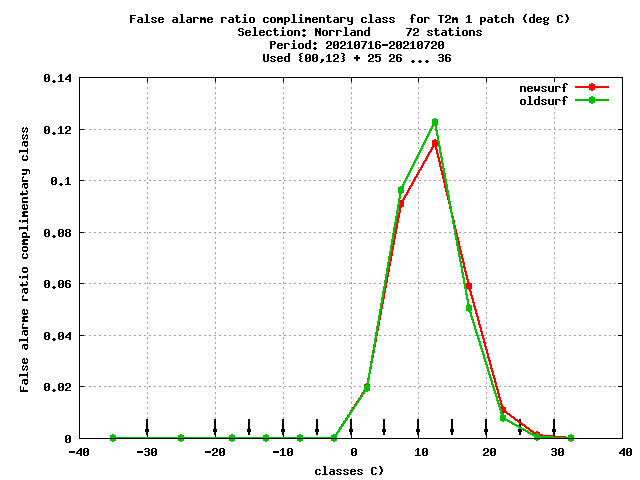 False alarme ratio complimentary class  for T2m 1 patch (deg C)
Selection: Norrland     72 stations
Period: 20210716-20210720
Used {00,12} + 25 26 ... 36
newsurf
oldsurf
False alarme ratio complimentary class
0.14
0.12
0.1
0.08
0.06
0.04
0.02
0
-40 -30 -20 -10 0 10 20 30 40
classes C)